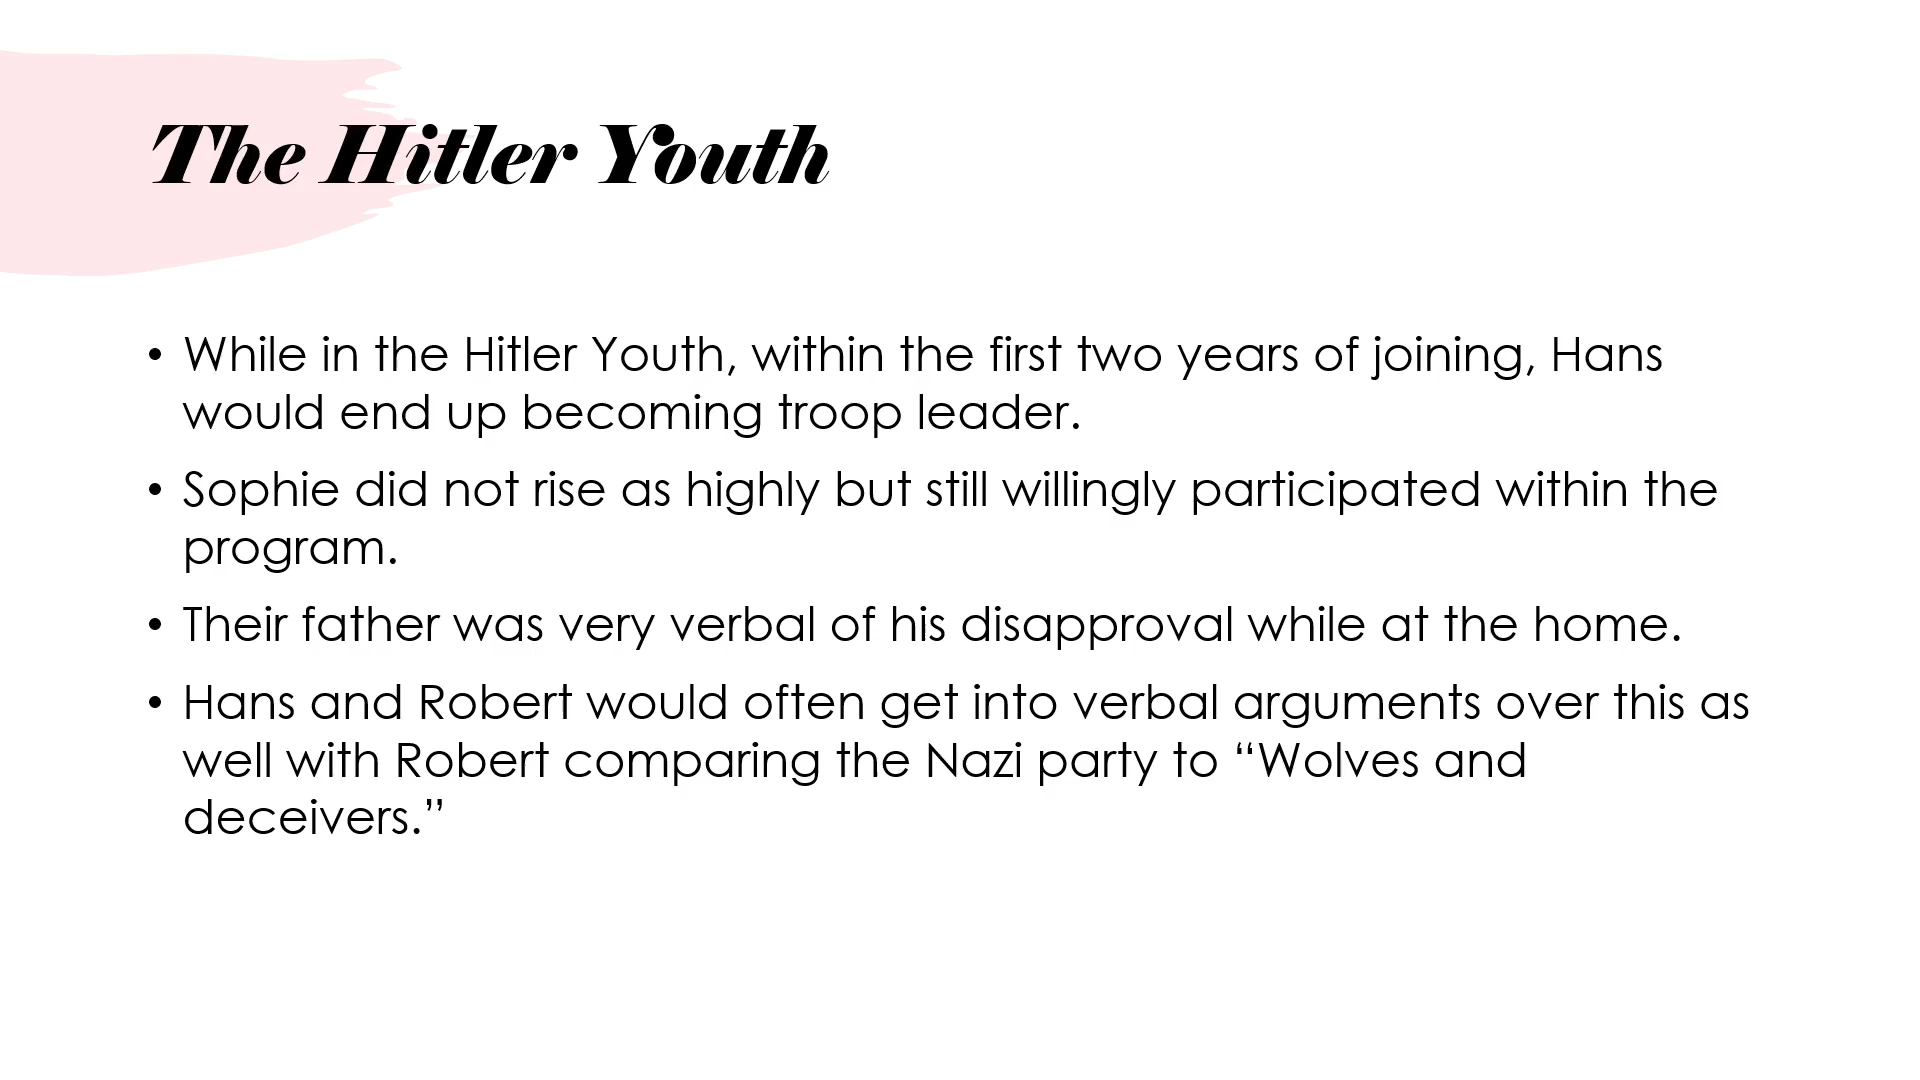 The Hitler Youth
• While in the Hitler Youth, within the first two years of joining, Hans
would end up becoming troop leader.
• Sophie did not rise as highly but still willingly participated within the
program.
• Their father was very verbal of his disapproval while at the home.
• Hans and Robert would often get into verbal arguments over this as
well with Robert comparing the Nazi party to “Wolves and
deceivers.”